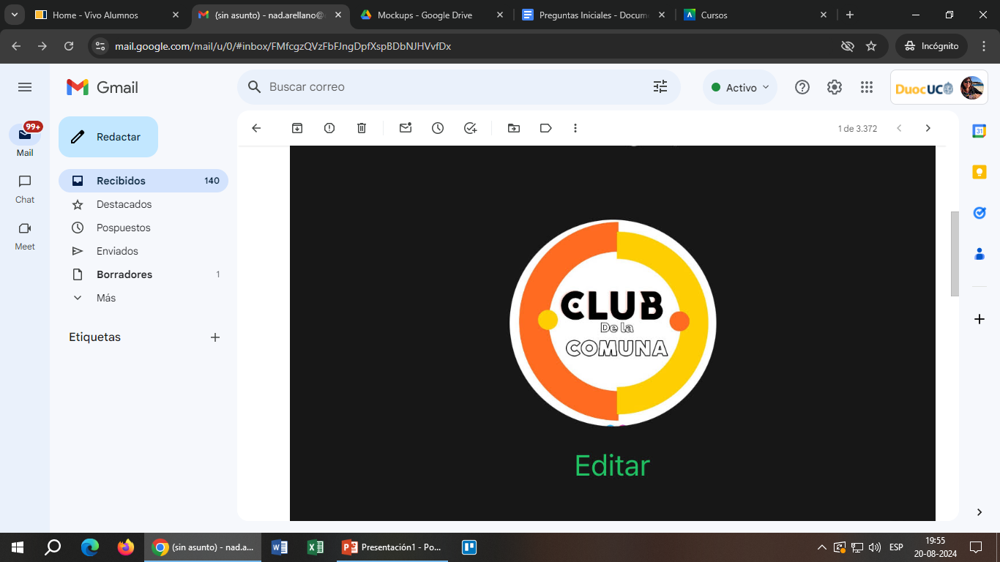 Home - Vivo Alumnos
(sin asunto) - nad.arellano@
Mockups - Google Drive
Preguntas Iniciales - Docum
Cursos
mail.google.com/mail/u/0/#inbox/FMfcgzQVzFbFJngDpfXspBDbNJHVvfDx
Incógnito
Gmail
Buscar correo
Activo
DuocUC
99+
Mail
Redactar
1 de 3.372
Recibidos 140
Chat
Destacados
Pospuestos
Meet
Enviados
Borradores 1
Más
Etiquetas
31
CLUB
De la
COMUNA
Editar
(sin asunto) - nad.a...
Presentación1 - Po...
ESP
19:55
20-08-2024